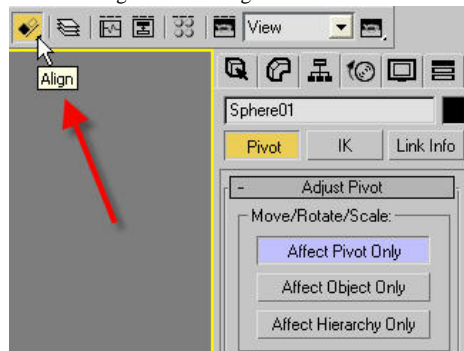 View
Align
Sphere01
Pivot IK Link Info
- Adjust Pivot
Move/Rotate/Scale:
Affect Pivot Only
Affect Object Only
Affect Hierarchy Only